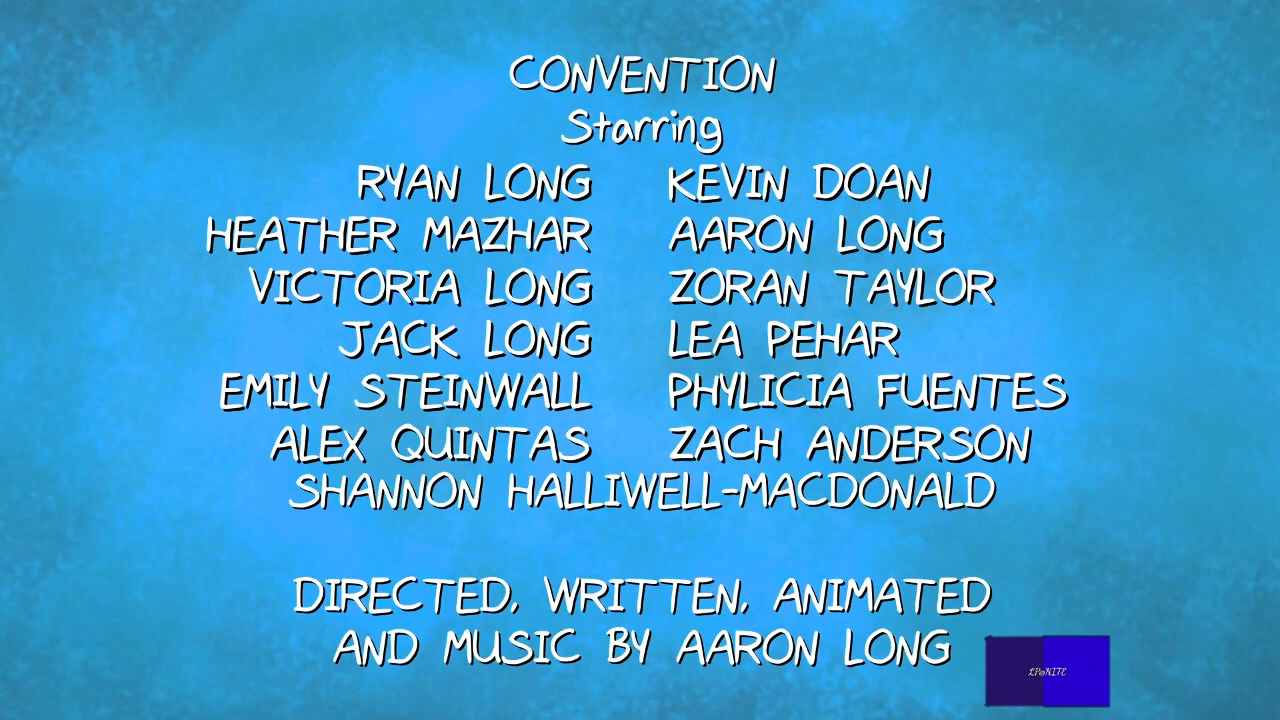 CONVENTION
Starring
RYAN LONG KEVIN DOAN
HEATHER MAZHAR AARON LONG
VICTORIA LONG ZORAN TAYLOR
JACK LONG LEA PEHAR
EMILY STEINWALL PHYLICIA FUENTES
ALEX QUINTAS ZACH ANDERSON
SHANNON HALLIWELL-MACDONALD
DIRECTED, WRITTEN, ANIMATED
AND MUSIC BY AARON LONG